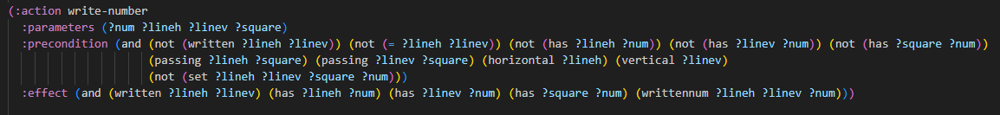 (:action write-number
:parameters (?num ?lineh ?linev ?square)
:precondition (and (not (written ?lineh ?linev)) (not (= ?lineh ?linev)) (not (has ?lineh ?num)) (not (has ?linev ?num)) (not (has ?square ?num))
(passing ?lineh ?square) (passing ?linev ?square) (horizontal ?lineh) (vertical ?linev)
(not (set ?lineh ?linev ?square ?num)))
:effect (and (written ?lineh ?linev) (has ?lineh ?num) (has ?linev ?num) (has ?square ?num) (writtennum ?lineh ?linev ?num)))